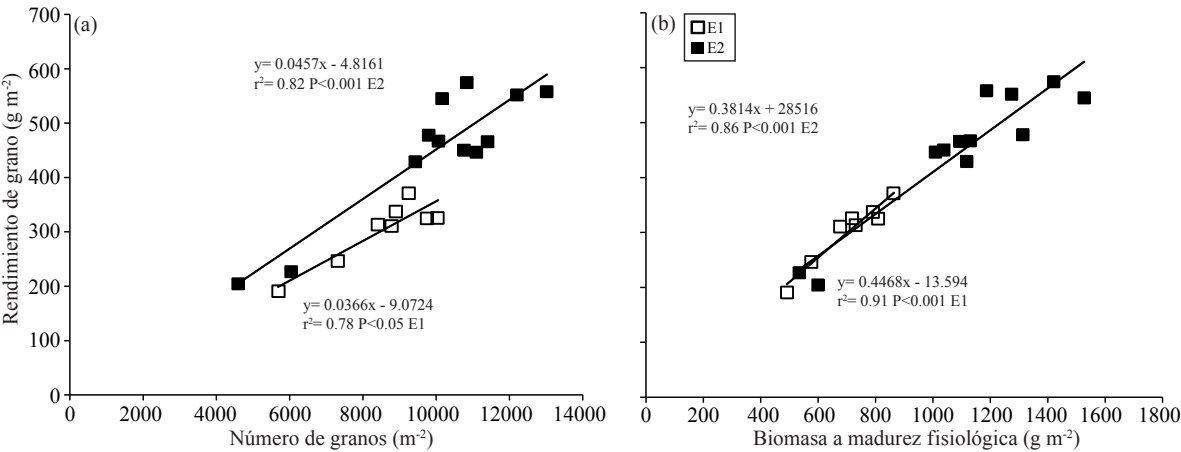 (a)
y= 0.0457x - 4.8161
r²= 0.82 P<0.001 E2
y= 0.0366x - 9.0724
r²= 0.78 P<0.05 E1
Rendimiento de grano (g m⁻²)
700
600
500
400
300
200
100
0
0 2000 4000 6000 8000 10000 12000 14000
Número de granos (m⁻²)
(b)
E1
E2
y= 0.3814x + 28516
r²= 0.86 P<0.001 E2
y= 0.4468x - 13.594
r²= 0.91 P<0.001 E1
0 200 400 600 800 1000 1200 1400 1600 1800
Biomasa a madurez fisiológica (g m⁻²)